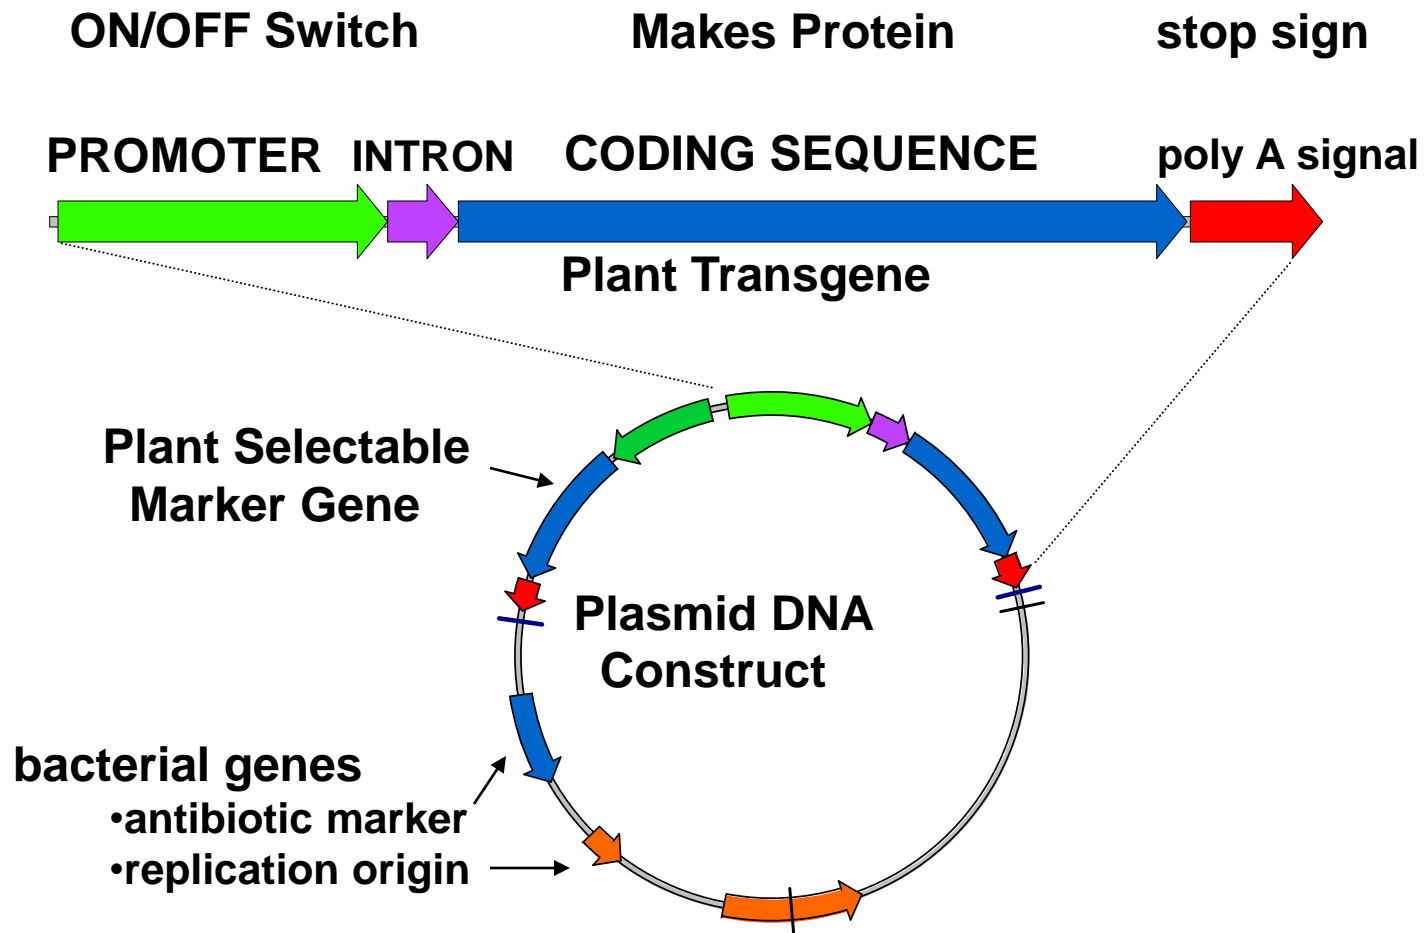 ON/OFF Switch Makes Protein stop sign
PROMOTER INTRON CODING SEQUENCE poly A signal
Plant Transgene
Plant Selectable
Marker Gene
Plasmid DNA
Construct
bacterial genes
•antibiotic marker
•replication origin